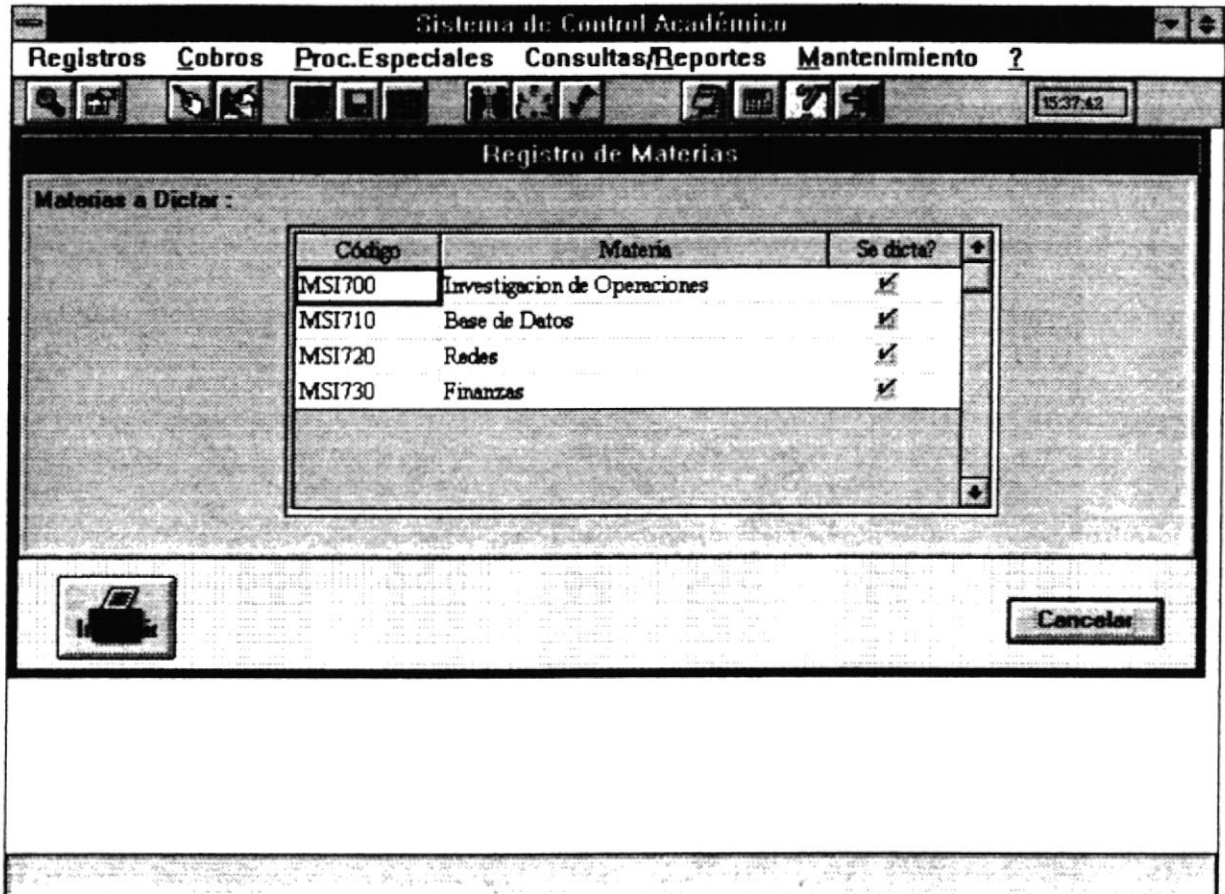 Sistema de Control Académico
Registros Cobros Proc.Especiales Consultas/Reportes Mantenimiento ?
15:37:42
Registro de Materias
Materias a Dictar :
Código Materia Se dicta?
MSI700 Investigacion de Operaciones
MSI710 Base de Datos
MSI720 Redes
MSI730 Finanzas
Cancelar